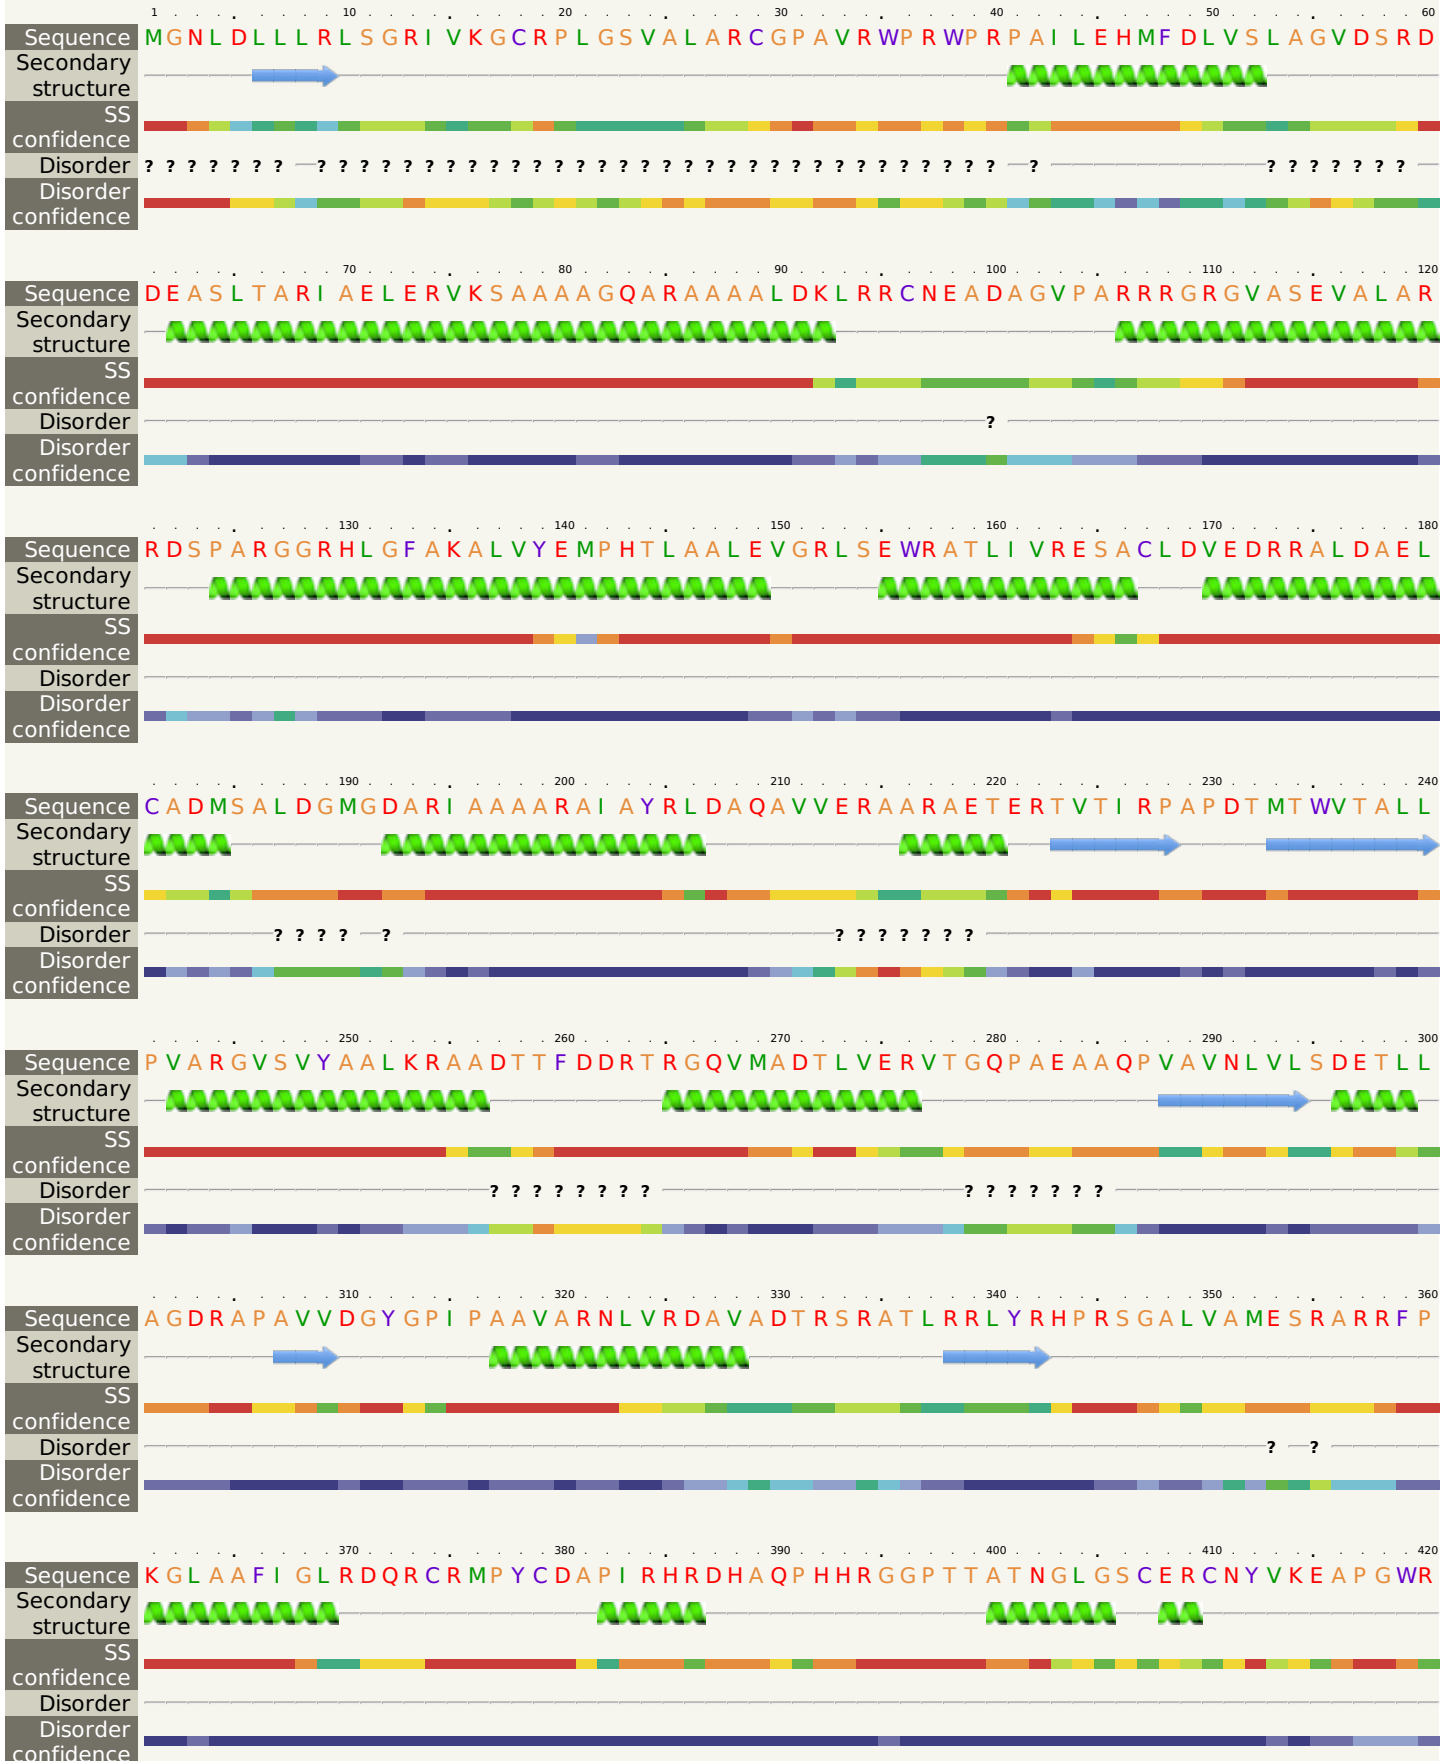 1 10 20 30 40 50 60
Sequence MGNLDLLLRLSGRIVKGCRPLGSVALARCGPAVRWPRWPRPAILEHMFDLVSLAGVDSRD
Secondary
structure
SS
confidence
Disorder ? ? ? ? ? ? ? ? ? ? ? ? ? ? ? ? ? ? ? ? ? ? ? ? ? ? ? ? ? ? ? ? ? ? ? ? ? ? ? ? ? ? ? ? ? ? ?
Disorder
confidence
70 80 90 100 110 120
Sequence DEASLTARIAELERVKSAAAAGQARAAAALDKLRRCNEADAGVPARRRGRGVASEVALAR
Secondary
structure
SS
confidence
Disorder ?
Disorder
confidence
130 140 150 160 170 180
Sequence RDSPARGGRHLGFAKALVYEMPHTLAALEVGRLSEWRATLIVRESACLDVEDRRALDAEL
Secondary
structure
SS
confidence
Disorder
Disorder
confidence
190 200 210 220 230 240
Sequence CADMSALDGMGDARIAAAARAIAYRLDAQAVVERAARAETERTVTIRPAPDTMTWVTALL
Secondary
structure
SS
confidence
Disorder ? ? ? ? ? ? ? ? ? ? ? ?
Disorder
confidence
250 260 270 280 290 300
Sequence PVARGVSVYAALKRAADTTFDDRTRGQVMADTLVERVTGQPAEAAQPVAVNLVLSDETLL
Secondary
structure
SS
confidence
Disorder ? ? ? ? ? ? ? ? ? ? ? ? ? ? ?
Disorder
confidence
310 320 330 340 350 360
Sequence AGDRAPAVVDGYGPIPAAVARNLVRDAVADTRSRATLRRLYRHPRSGALVAMESRARRFP
Secondary
structure
SS
confidence
Disorder ? ?
Disorder
confidence
370 380 390 400 410 420
Sequence KGLAAFIGLRDQRCRMPYCDAPIRHRDHAQPHHRGGPTTATNGLGSCERCNYVKEAPGWR
Secondary
structure
SS
confidence
Disorder
Disorder
confidence